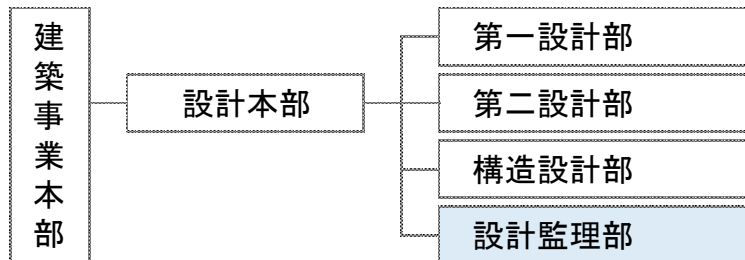 建築事業本部
設計本部
第一設計部
第二設計部
構造設計部
設計監理部